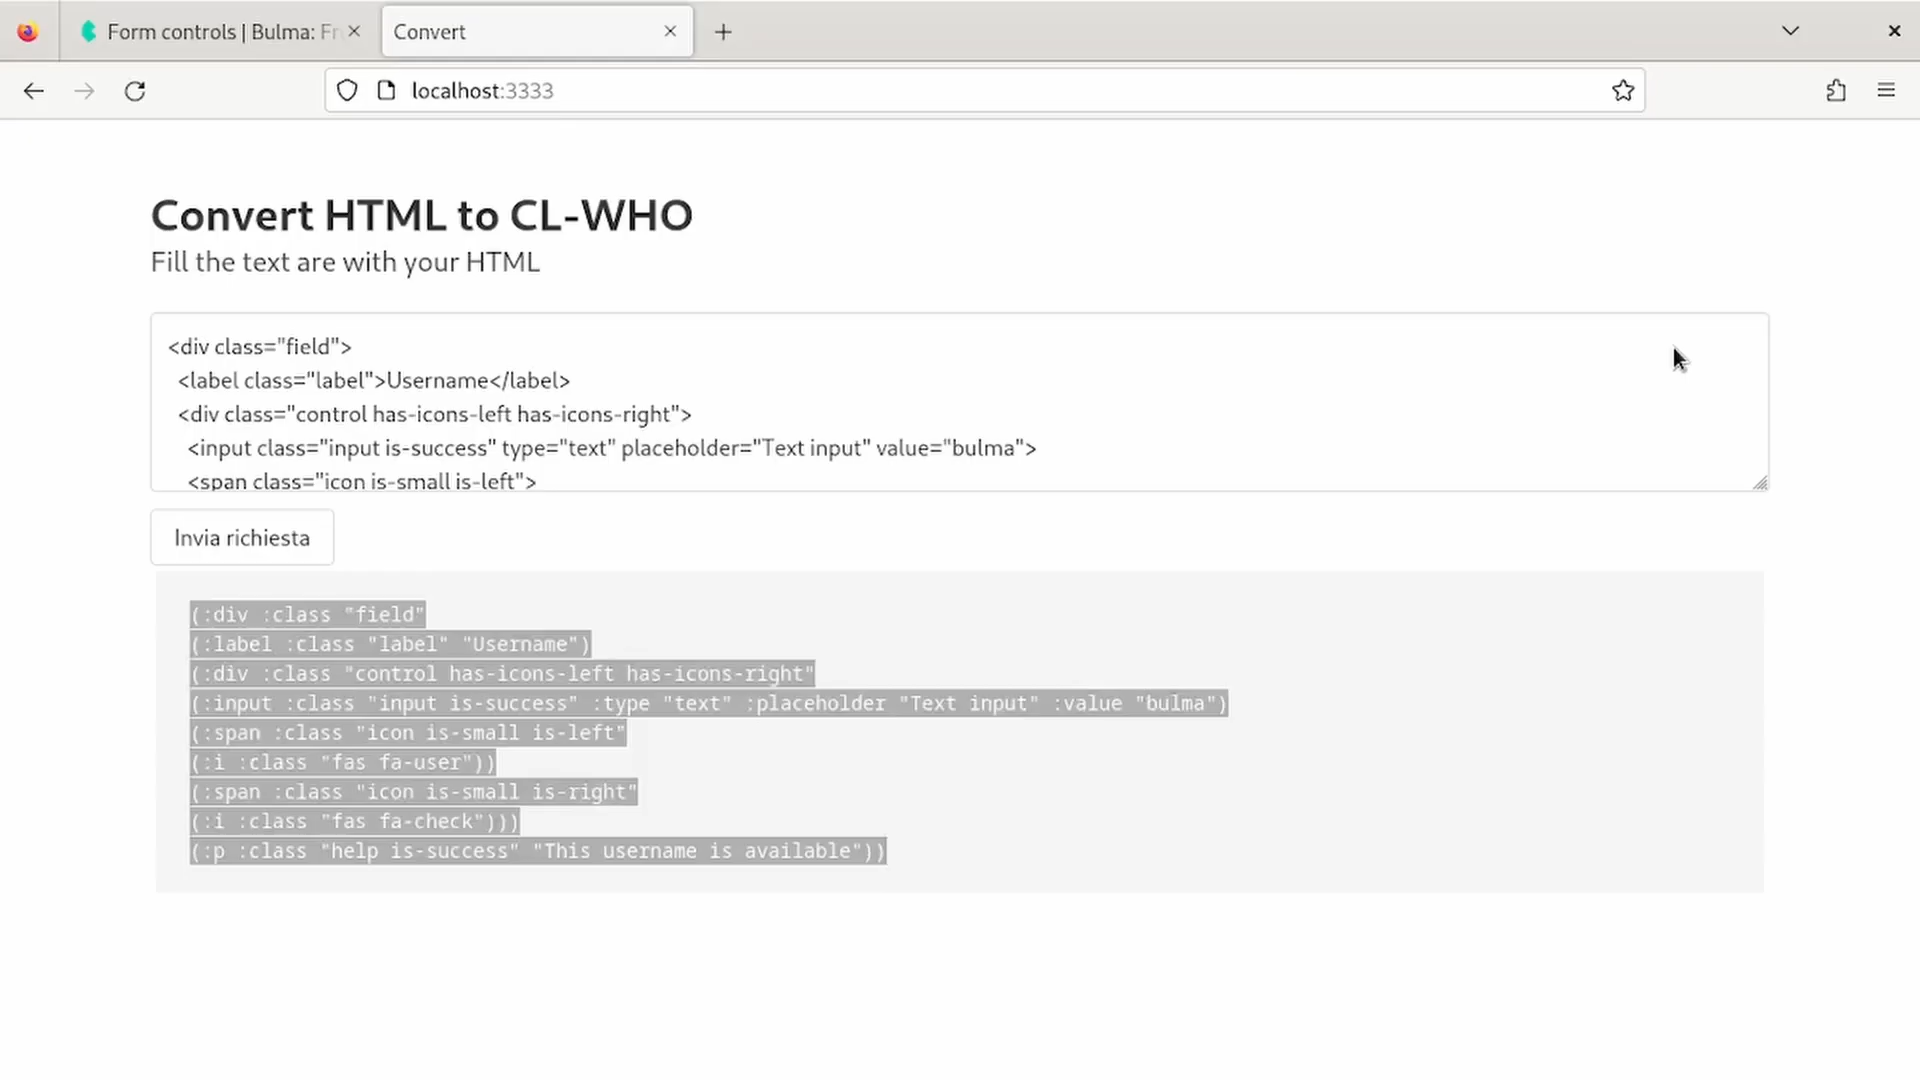 Form controls | Bulma: Fr
Convert
localhost:3333
Convert HTML to CL-WHO
Fill the text are with your HTML
<div class="field">
<label class="label">Username</label>
<div class="control has-icons-left has-icons-right">
<input class="input is-success" type="text" placeholder="Text input" value="bulma">
<span class="icon is-small is-left">
Invia richiesta
(:div :class "field"
(:label :class "label" "Username")
(:div :class "control has-icons-left has-icons-right"
(:input :class "input is-success" :type "text" :placeholder "Text input" :value "bulma")
(:span :class "icon is-small is-left"
(:i :class "fas fa-user"))
(:span :class "icon is-small is-right"
(:i :class "fas fa-check")))
(:p :class "help is-success" "This username is available"))